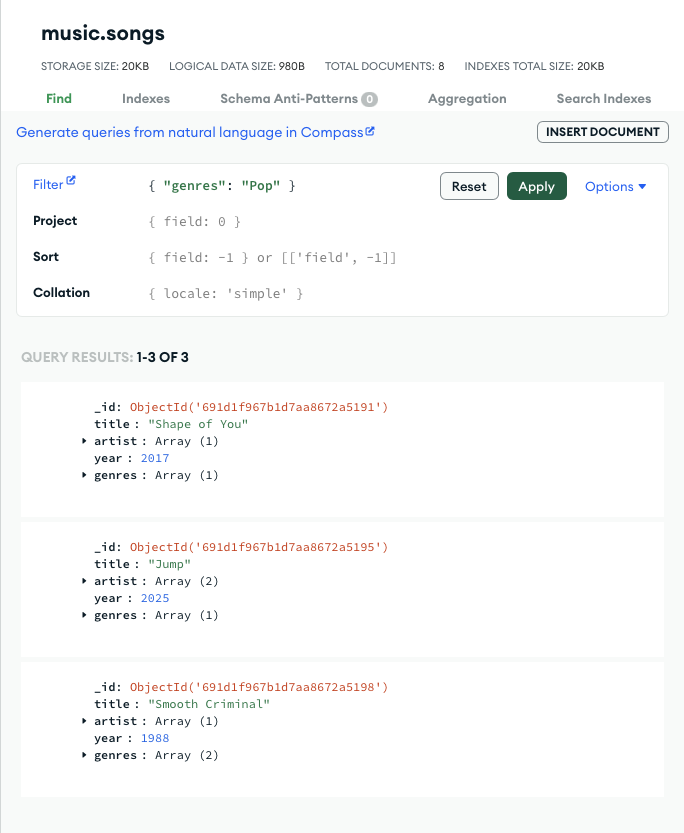 music.songs
STORAGE SIZE: 20KB LOGICAL DATA SIZE: 980B TOTAL DOCUMENTS: 8 INDEXES TOTAL SIZE: 20KB
Find Indexes Schema Anti-Patterns 0 Aggregation Search Indexes
Generate queries from natural language in Compass INSERT DOCUMENT
Filter { "genres": "Pop" } Reset Apply Options
Project { field: 0 }
Sort { field: -1 } or [['field', -1]]
Collation { locale: 'simple' }
QUERY RESULTS: 1-3 OF 3
_id: ObjectId('691d1f967b1d7aa8672a5191')
title : "Shape of You"
artist : Array (1)
year : 2017
genres : Array (1)
_id: ObjectId('691d1f967b1d7aa8672a5195')
title : "Jump"
artist : Array (2)
year : 2025
genres : Array (1)
_id: ObjectId('691d1f967b1d7aa8672a5198')
title : "Smooth Criminal"
artist : Array (1)
year : 1988
genres : Array (2)